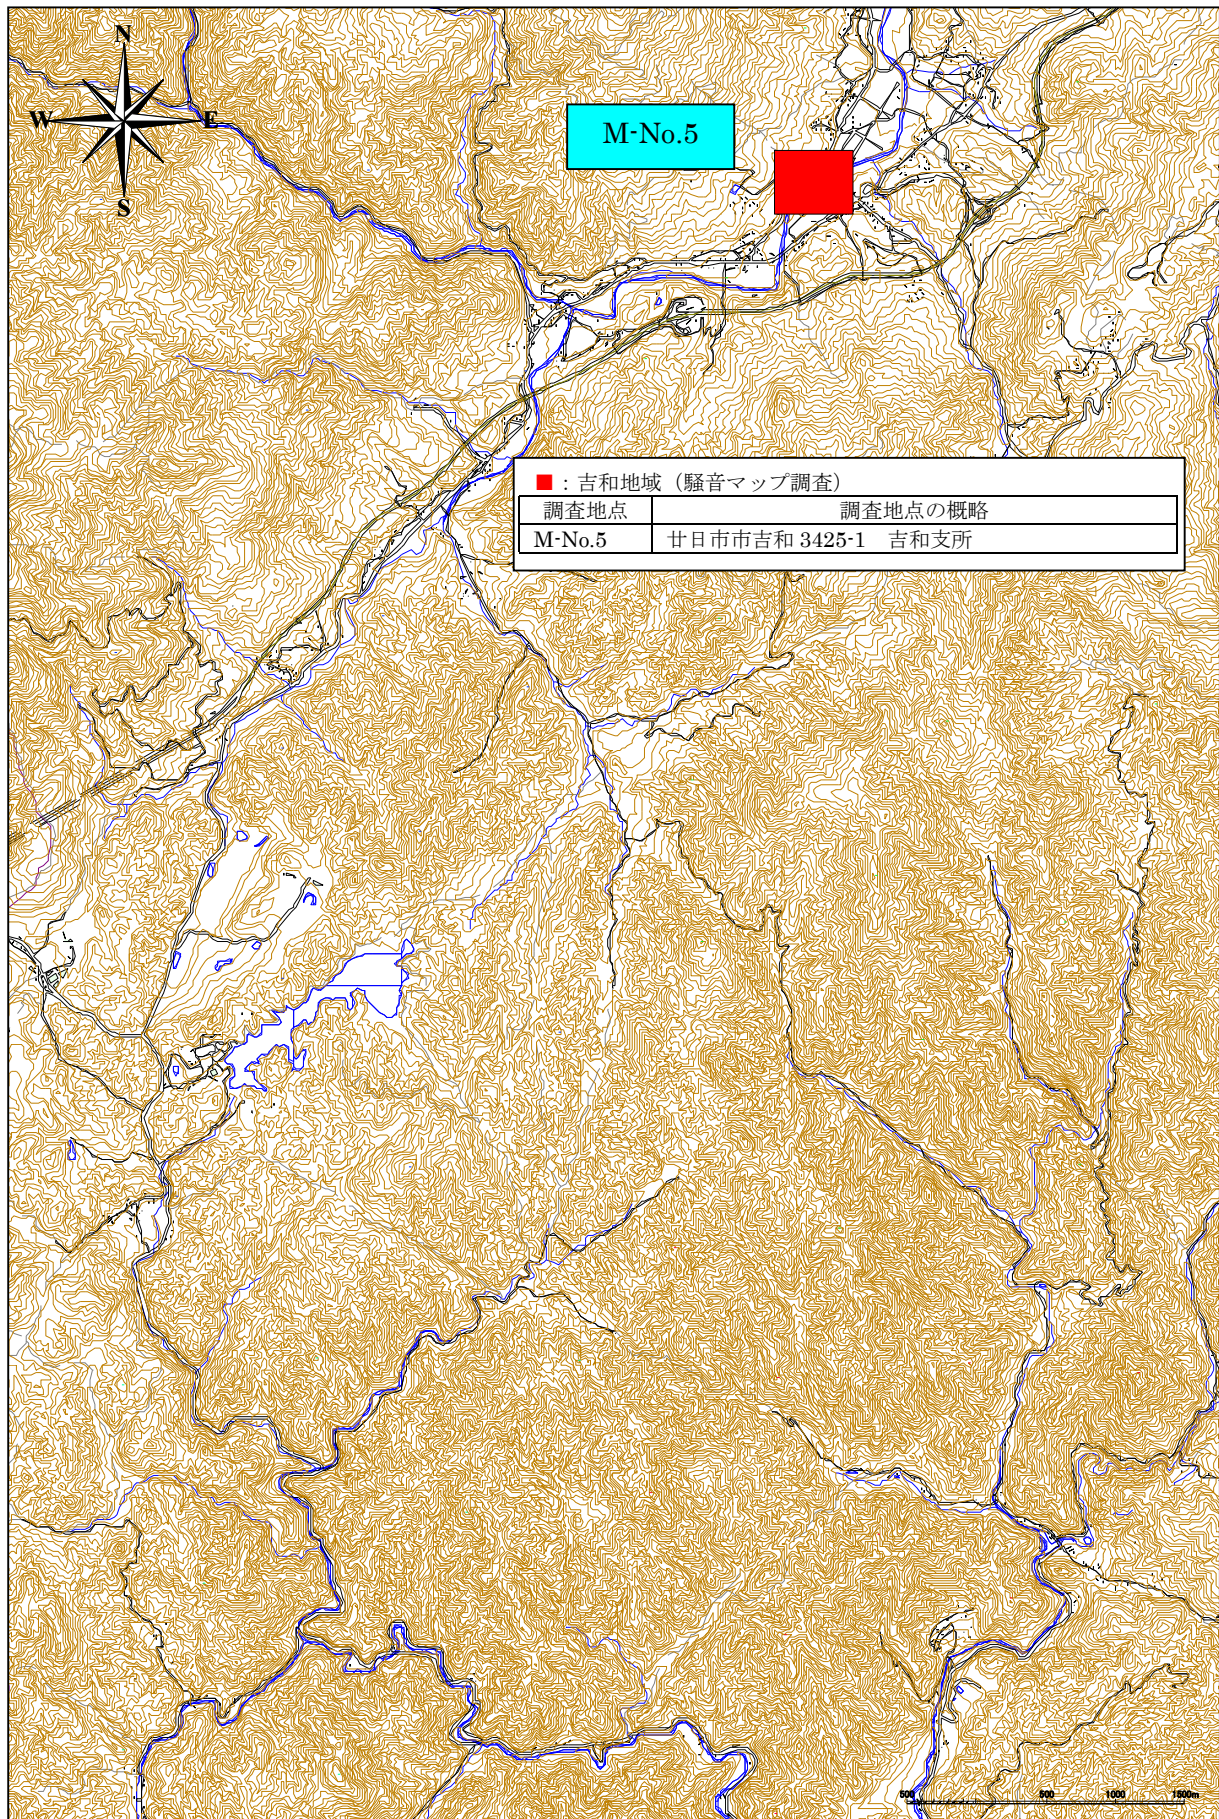 N
W E
S
M-No.5
■：吉和地域（騒音マップ調査）
調査地点 調査地点の概略
M-No.5 廿日市市吉和 3425-1 吉和支所
500 500 1000 1500m